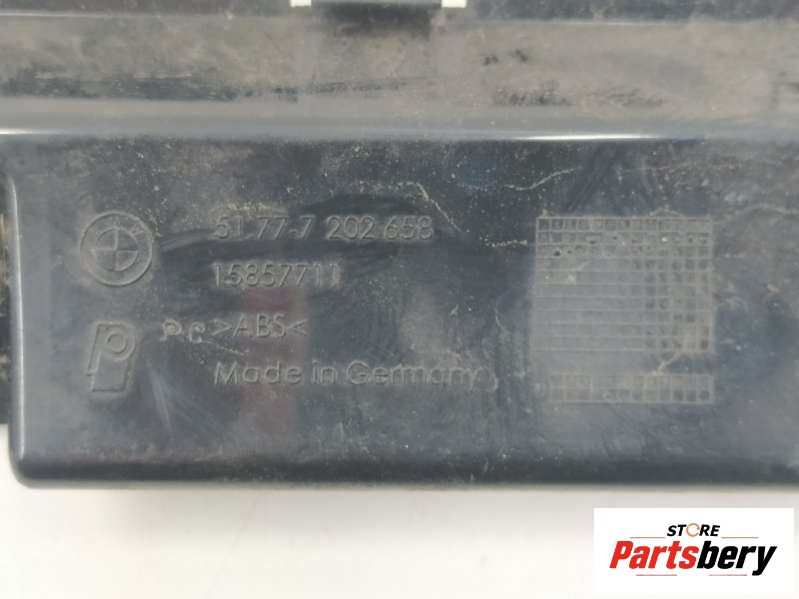 51.77-7 202 658
15857711
P.C >ABS<
Made in Germany
STORE
Partsbery